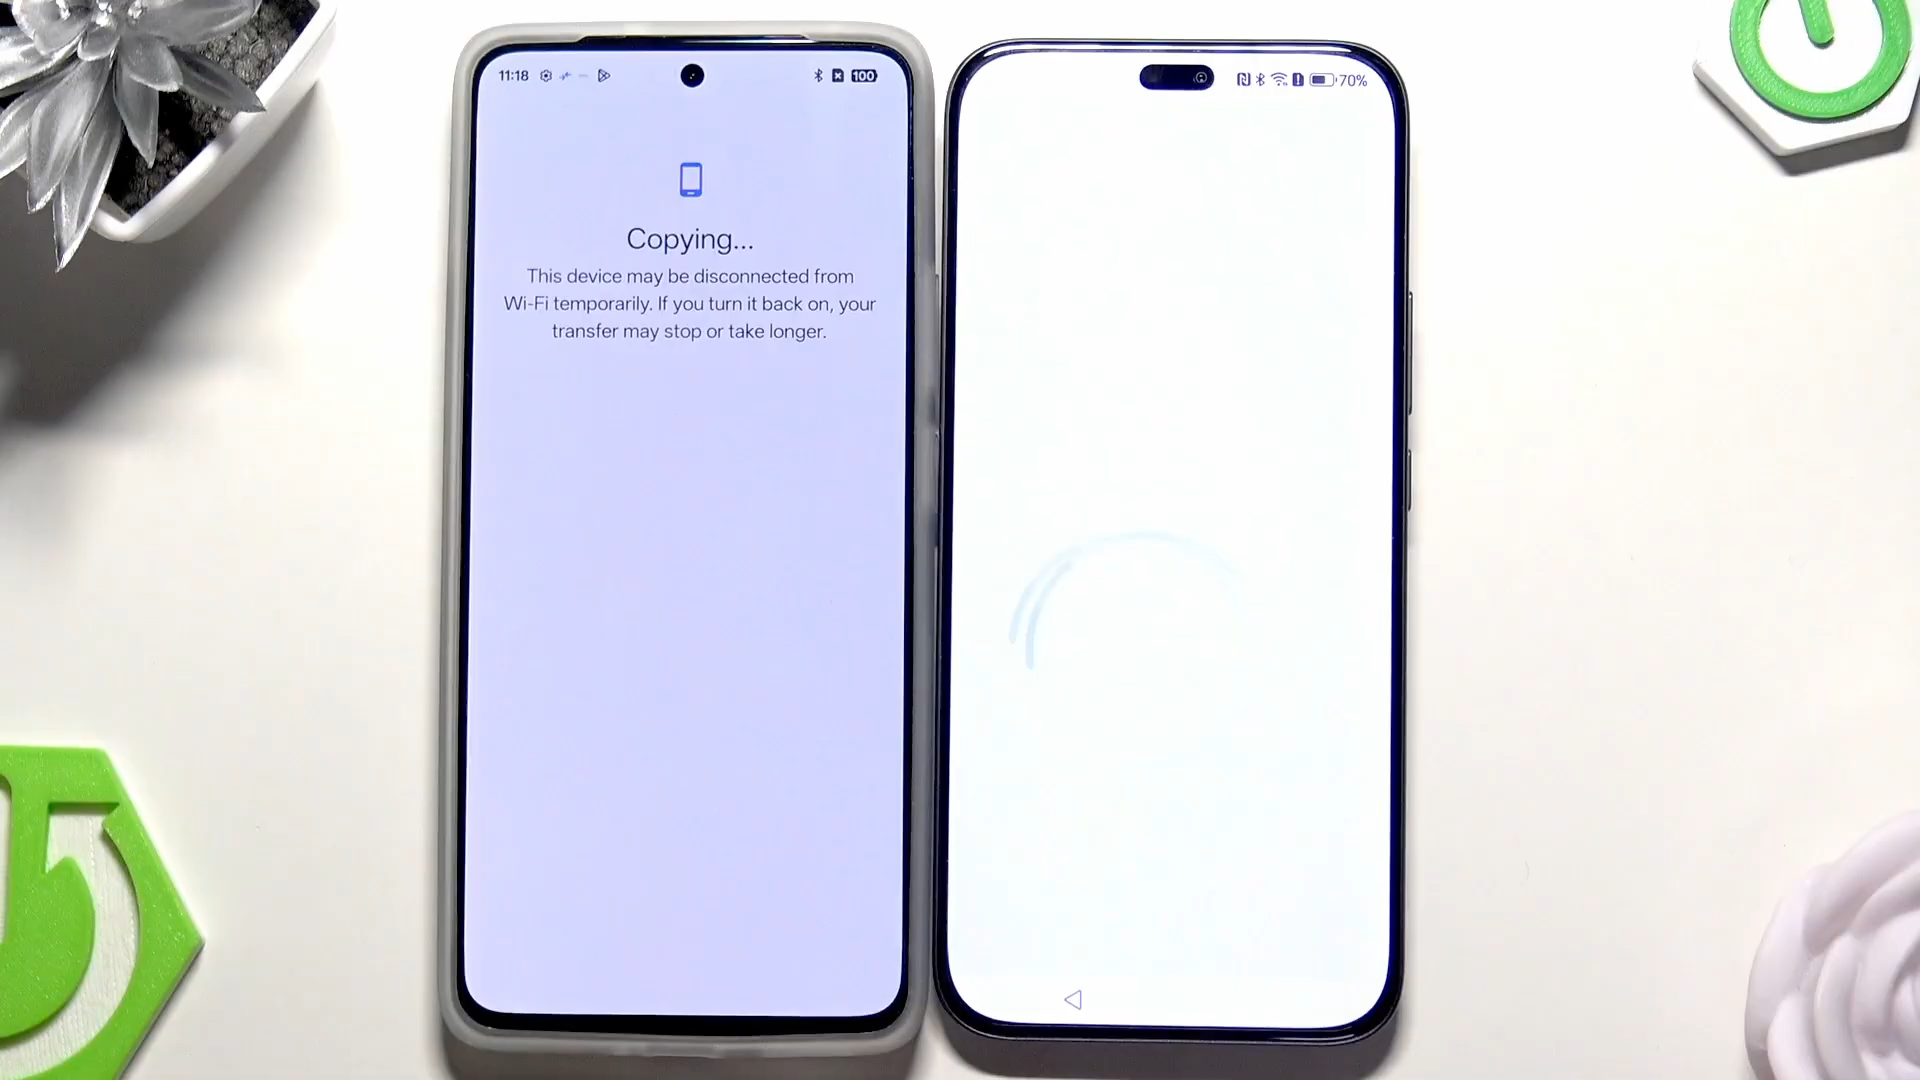 11:18
100
Copying...
This device may be disconnected from
Wi-Fi temporarily. If you turn it back on, your
transfer may stop or take longer.
70%